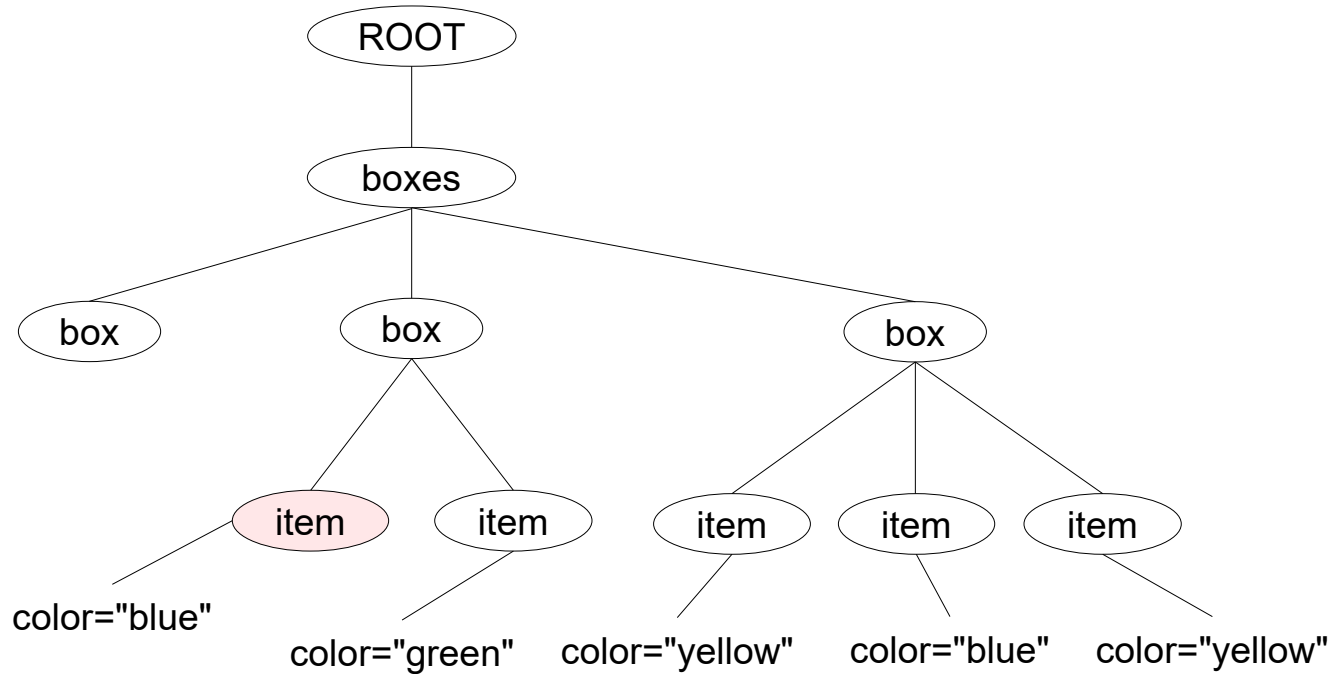 ROOT
boxes
box
box
box
item
item
item
item
item
color="blue"
color="green"
color="yellow"
color="blue"
color="yellow"